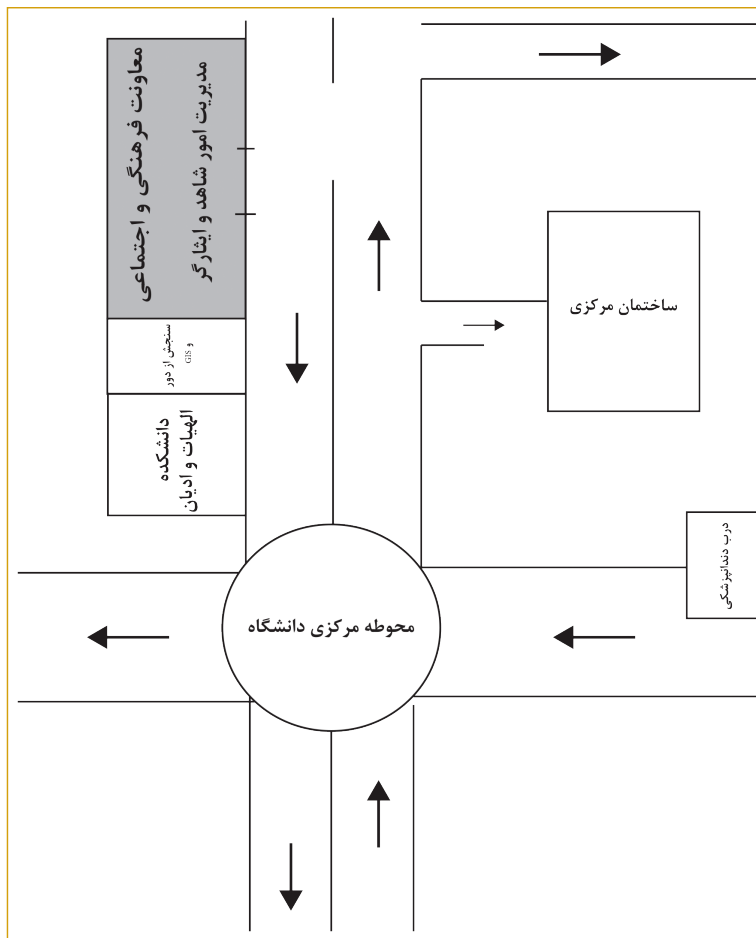 معاونت فرهنگی و اجتماعی
مدیریت امور شاهد و ایثارگر
سنجش از دور
و GIS
دانشکده
الهیات و ادیان
ساختمان مرکزی
درب دندانپزشکی
محوطه مرکزی دانشگاه